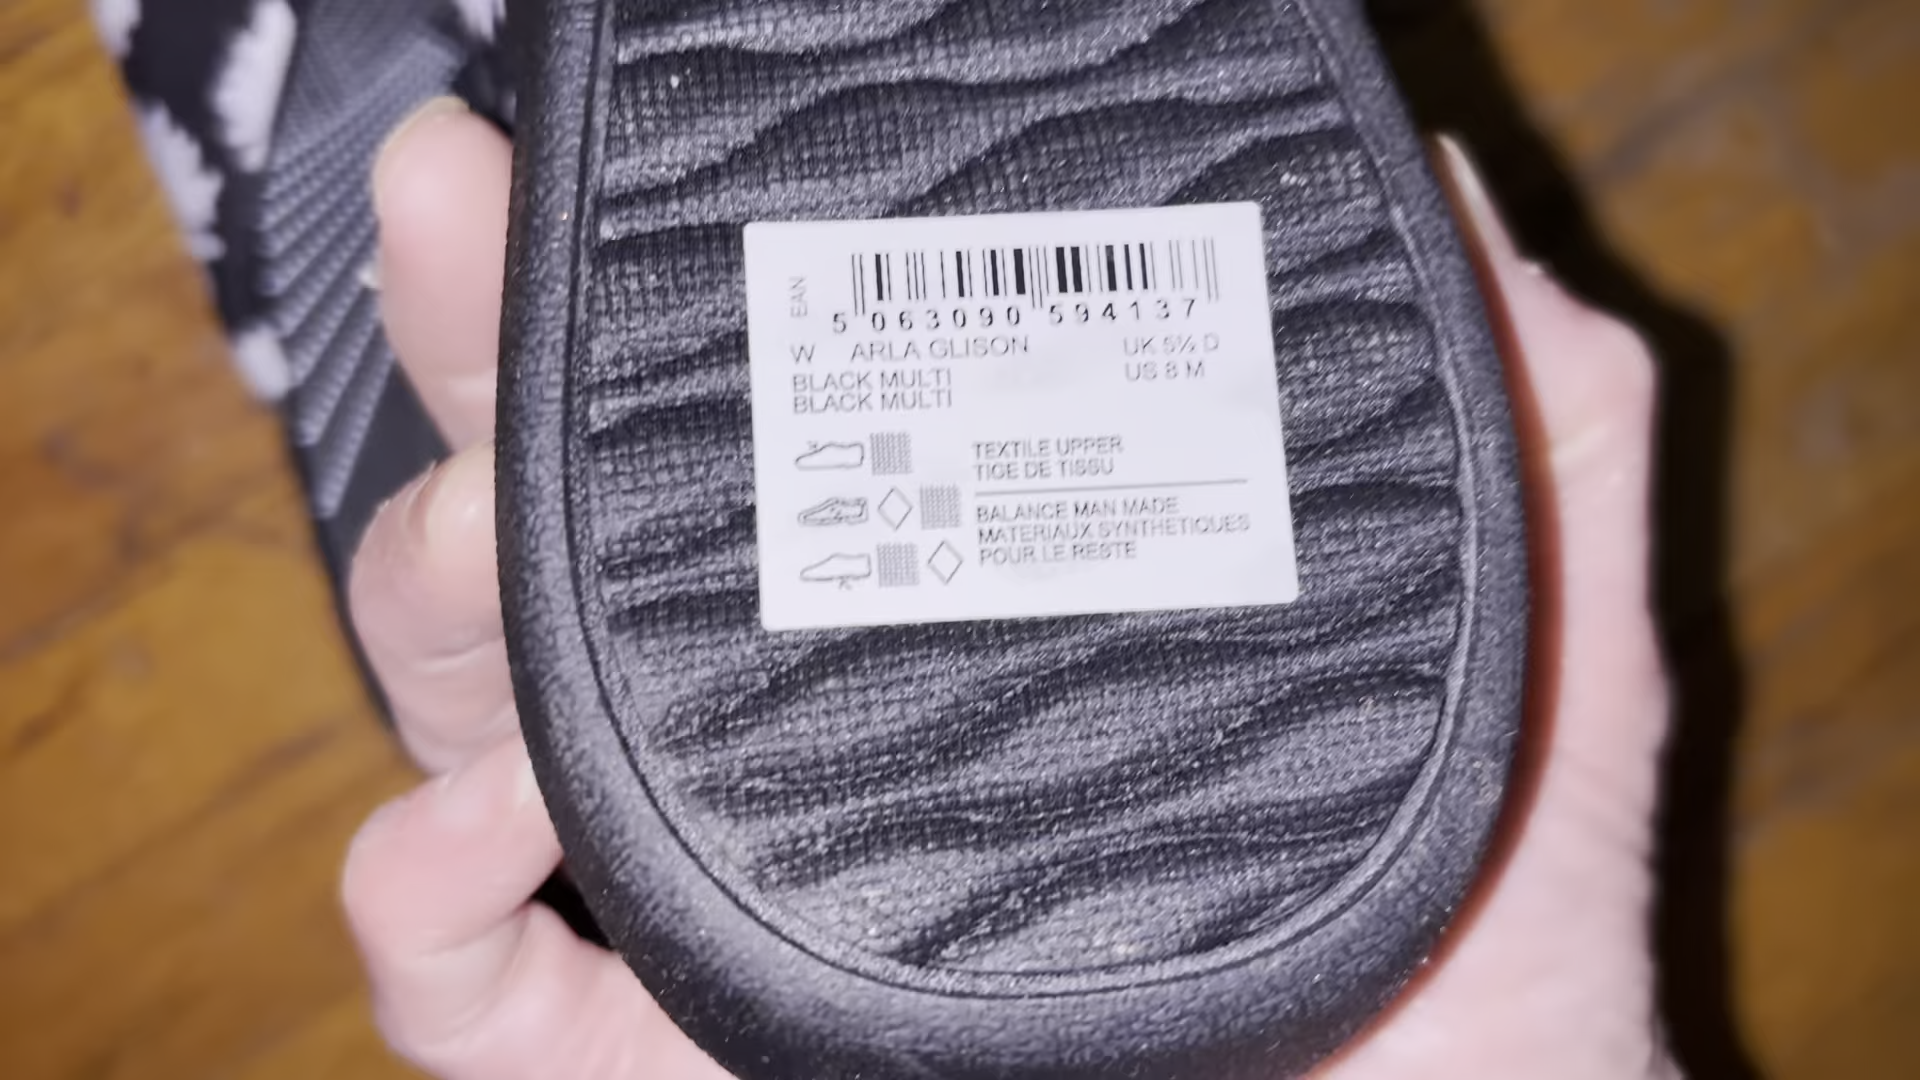 EAN
5 063090 594137
W ARLA GLISON UK 5½ D
BLACK MULTI US 8 M
BLACK MULTI
TEXTILE UPPER
TIGE DE TISSU
BALANCE MAN MADE
MATERIAUX SYNTHETIQUES
POUR LE RESTE